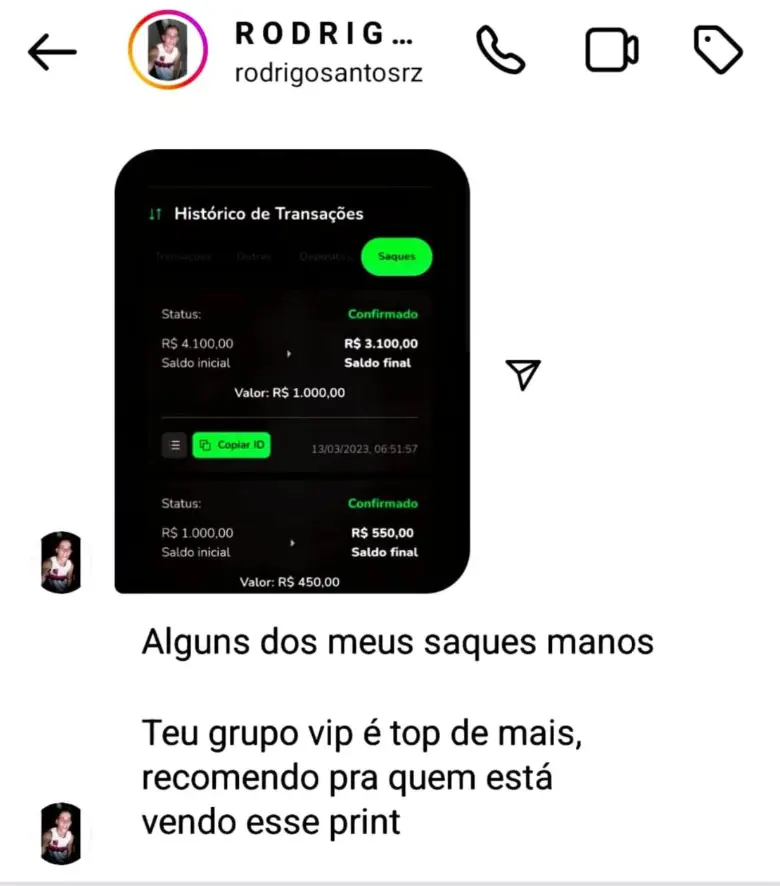 RODRIG...
rodrigosantosrz
Histórico de Transações
Transações Outras Depósitos Saques
Status: Confirmado
R$ 4.100,00 R$ 3.100,00
Saldo inicial Saldo final
Valor: R$ 1.000,00
Copiar ID 13/03/2023, 06:51:57
Status: Confirmado
R$ 1.000,00 R$ 550,00
Saldo inicial Saldo final
Valor: R$ 450,00
Alguns dos meus saques manos
Teu grupo vip é top de mais,
recomendo pra quem está
vendo esse print